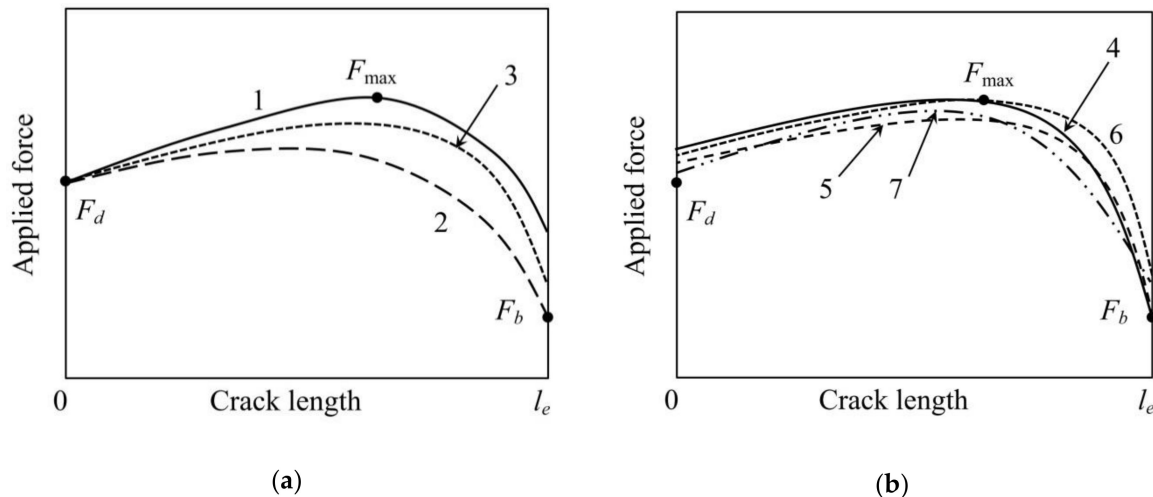 Applied force
F_max
1
3
F_d
2
F_b
0
Crack length
l_e
(a)
Applied force
F_max
4
6
5
7
F_d
F_b
0
Crack length
l_e
(b)